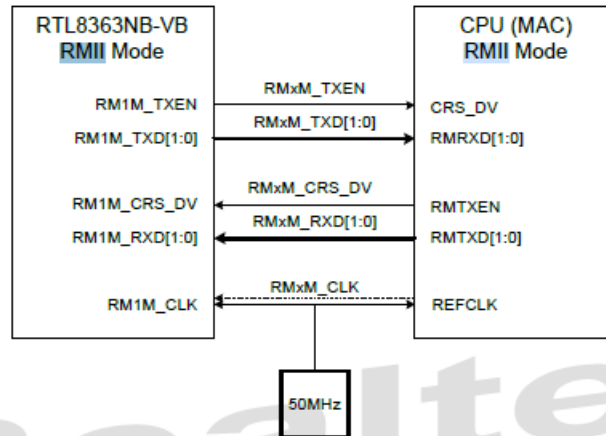 RTL8363NB-VB
RMII Mode
CPU (MAC)
RMII Mode
RM1M_TXEN
RMxM_TXEN
CRS_DV
RM1M_TXD[1:0]
RMxM_TXD[1:0]
RMRXD[1:0]
RM1M_CRS_DV
RMxM_CRS_DV
RMTXEN
RM1M_RXD[1:0]
RMxM_RXD[1:0]
RMTXD[1:0]
RM1M_CLK
RMxM_CLK
REFCLK
50MHz